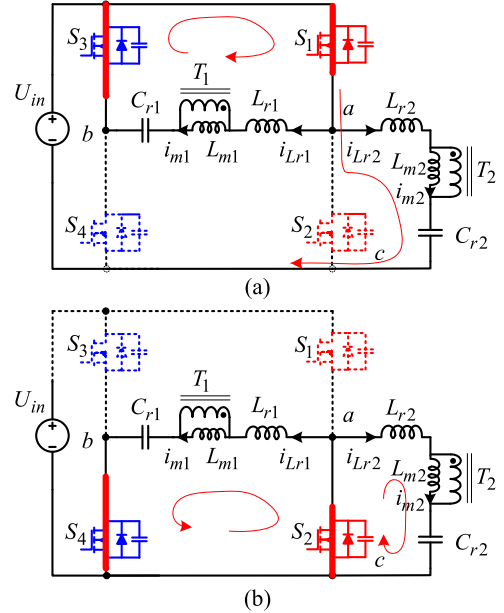 S3
S1
T1
Uin
Cr1
Lr1
a
Lr2
b
im1
Lm1
iLr1
iLr2
Lm2
T2
im2
S4
S2
Cr2
c
(a)
S3
S1
T1
Uin
Cr1
Lr1
a
Lr2
b
im1
Lm1
iLr1
iLr2
Lm2
T2
im2
S4
S2
Cr2
c
(b)